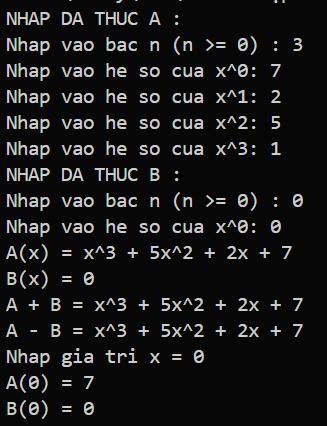 NHAP DA THUC A :
Nhap vao bac n (n >= 0) : 3
Nhap vao he so cua x^0: 7
Nhap vao he so cua x^1: 2
Nhap vao he so cua x^2: 5
Nhap vao he so cua x^3: 1
NHAP DA THUC B :
Nhap vao bac n (n >= 0) : 0
Nhap vao he so cua x^0: 0
A(x) = x^3 + 5x^2 + 2x + 7
B(x) = 0
A + B = x^3 + 5x^2 + 2x + 7
A - B = x^3 + 5x^2 + 2x + 7
Nhap gia tri x = 0
A(0) = 7
B(0) = 0